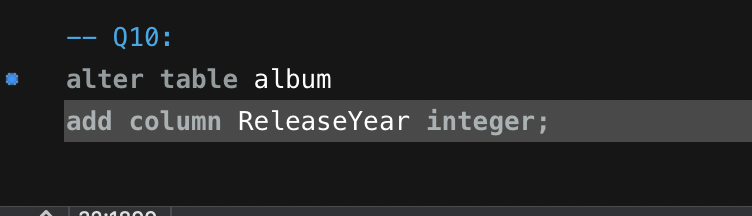 -- Q10:
alter table album
add column ReleaseYear integer;